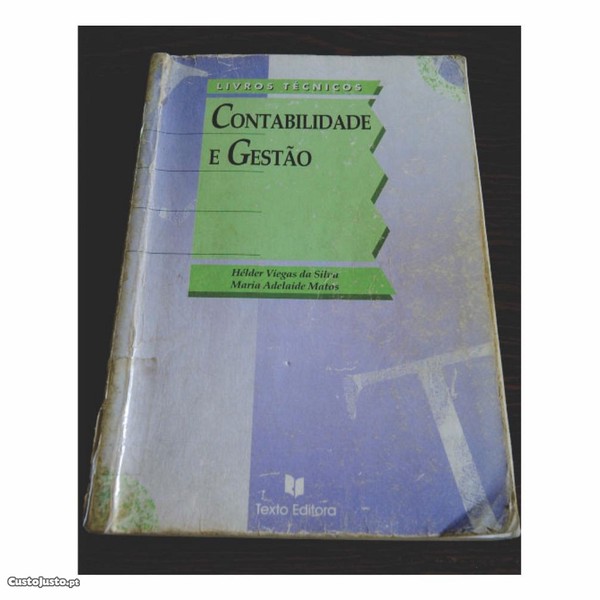 LIVROS TÉCNICOS
CONTABILIDADE
E GESTÃO
Hélder Viegas da Silva
Maria Adelaide Matos
T
Texto Editora
CustoJusto.pt